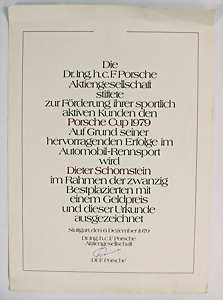 Die
Dr. Ing. h.c. F. Porsche
Aktiengesellschaft
stiftete
zur Förderung ihrer sportlich
aktiven Kunden den
Porsche Cup 1979
Auf Grund seiner
hervorragenden Erfolge im
Automobil-Rennsport
wird
Dieter Schornstein
im Rahmen der zwanzig
Bestplazierten mit
einem Geldpreis
und dieser Urkunde
ausgezeichnet
Stuttgart, den 6. Dezember 1979
Dr. Ing. h.c. F. Porsche
Aktiengesellschaft
Dr. F. Porsche